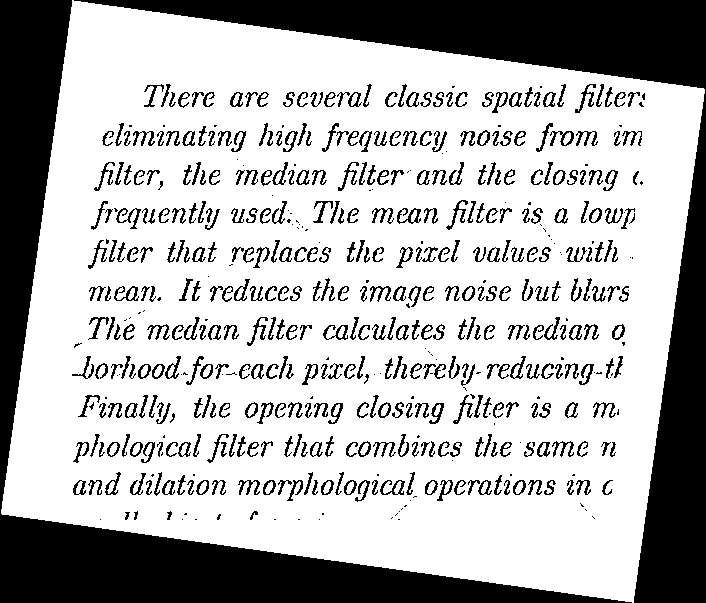 There are several classic spatial filters
eliminating high frequency noise from
filter, the median filter and the closing
frequently used. The mean filter is a
filter that replaces the pixel values with
mean. It reduces the image noise but blurs
The median filter calculates the median
borhood for each pixel, thereby reducing
Finally, the opening closing filter is a
phological filter that combines the same
and dilation morphological operations in